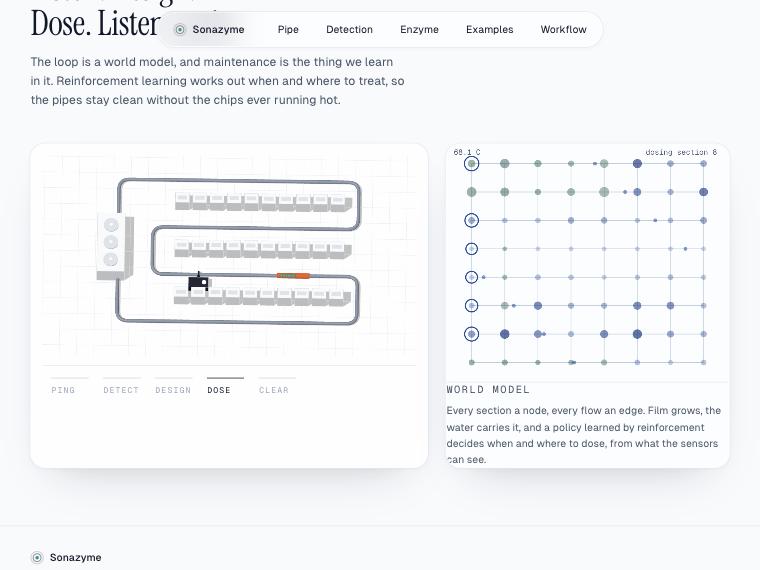 Sonazyme
Pipe
Detection
Enzyme
Examples
Workflow
Dose. Listen
The loop is a world model, and maintenance is the thing we learn
in it. Reinforcement learning works out when and where to treat, so
the pipes stay clean without the chips ever running hot.
68.1 C
dosing section 8
PING
DETECT
DESIGN
DOSE
CLEAR
WORLD MODEL
Every section a node, every flow an edge. Film grows, the
water carries it, and a policy learned by reinforcement
decides when and where to dose, from what the sensors
can see.
Sonazyme